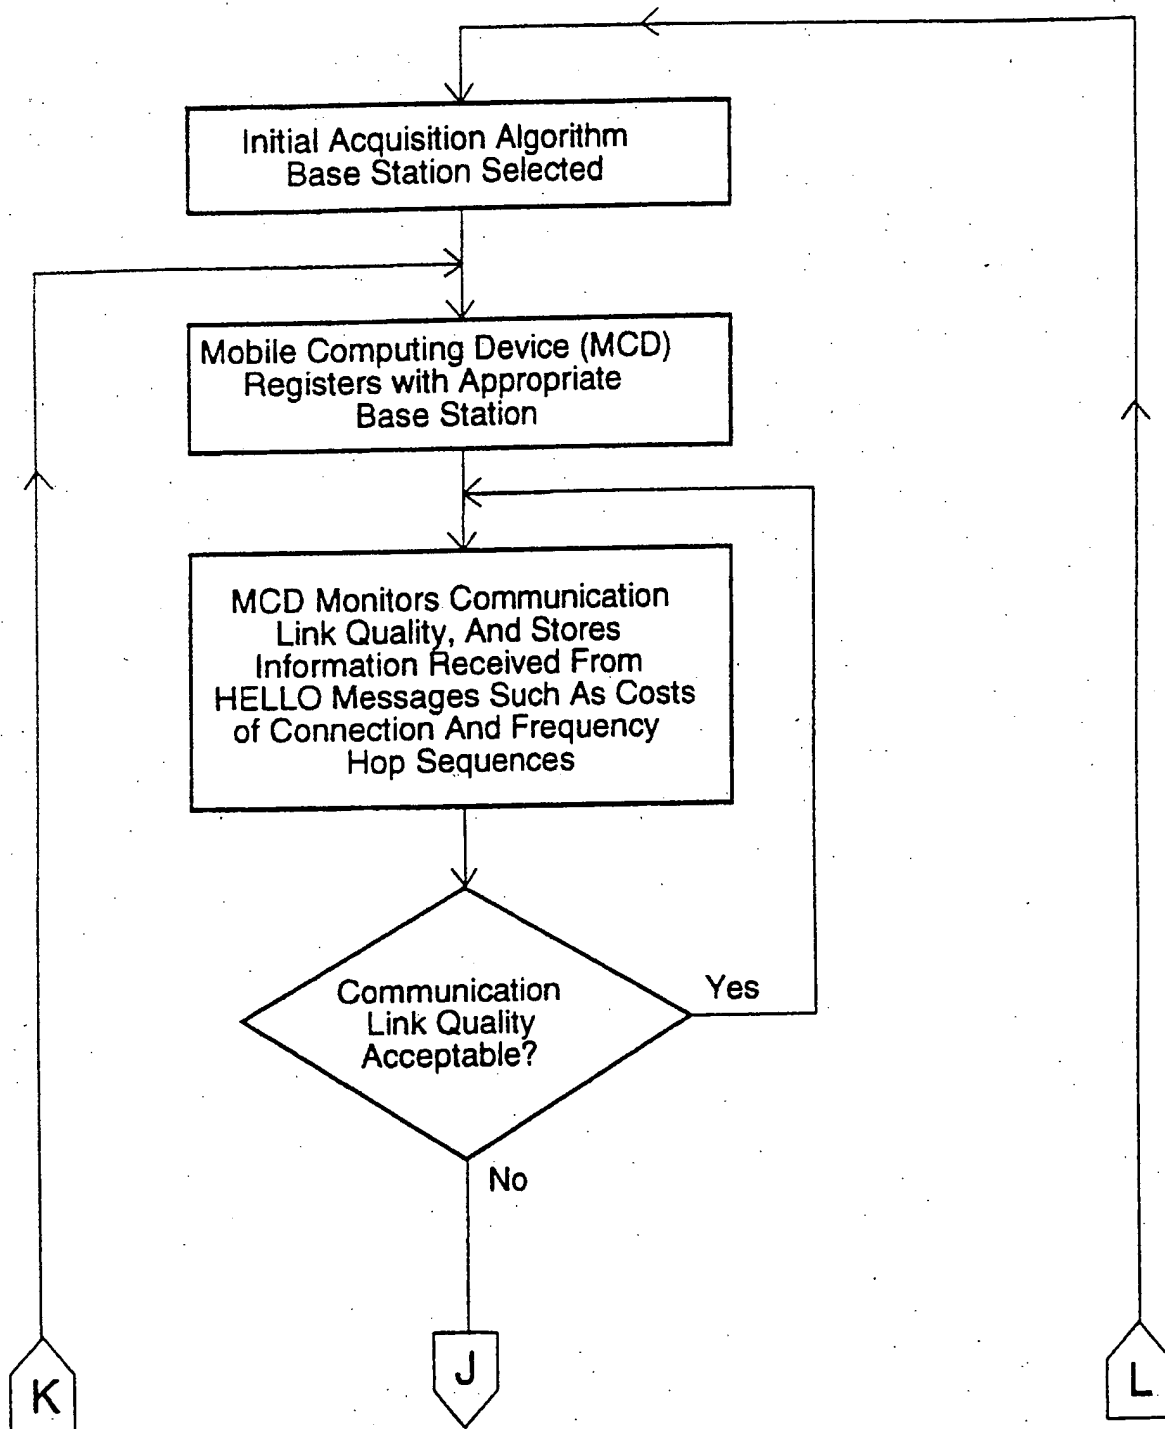 Initial Acquisition Algorithm
Base Station Selected
Mobile Computing Device (MCD)
Registers with Appropriate
Base Station
MCD Monitors Communication
Link Quality, And Stores
Information Received From
HELLO Messages Such As Costs
of Connection And Frequency
Hop Sequences
Communication
Link Quality
Acceptable?
Yes
No
K
J
L